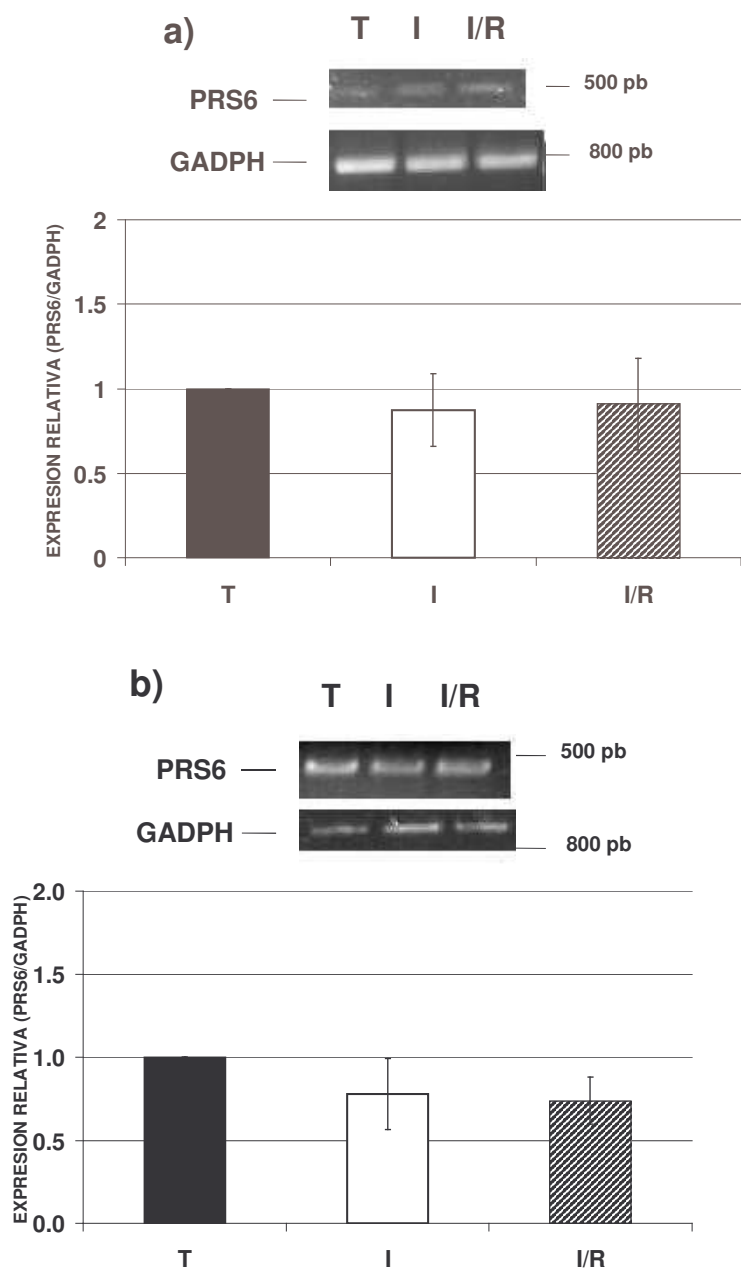 a)
T I I/R
PRS6
500 pb
GADPH
800 pb
EXPRESION RELATIVA (PRS6/GADPH)
2
1.5
1
0.5
0
T I I/R
b)
T I I/R
PRS6
500 pb
GADPH
800 pb
EXPRESION RELATIVA (PRS6/GADPH)
2.0
1.5
1.0
0.5
0.0
T I I/R